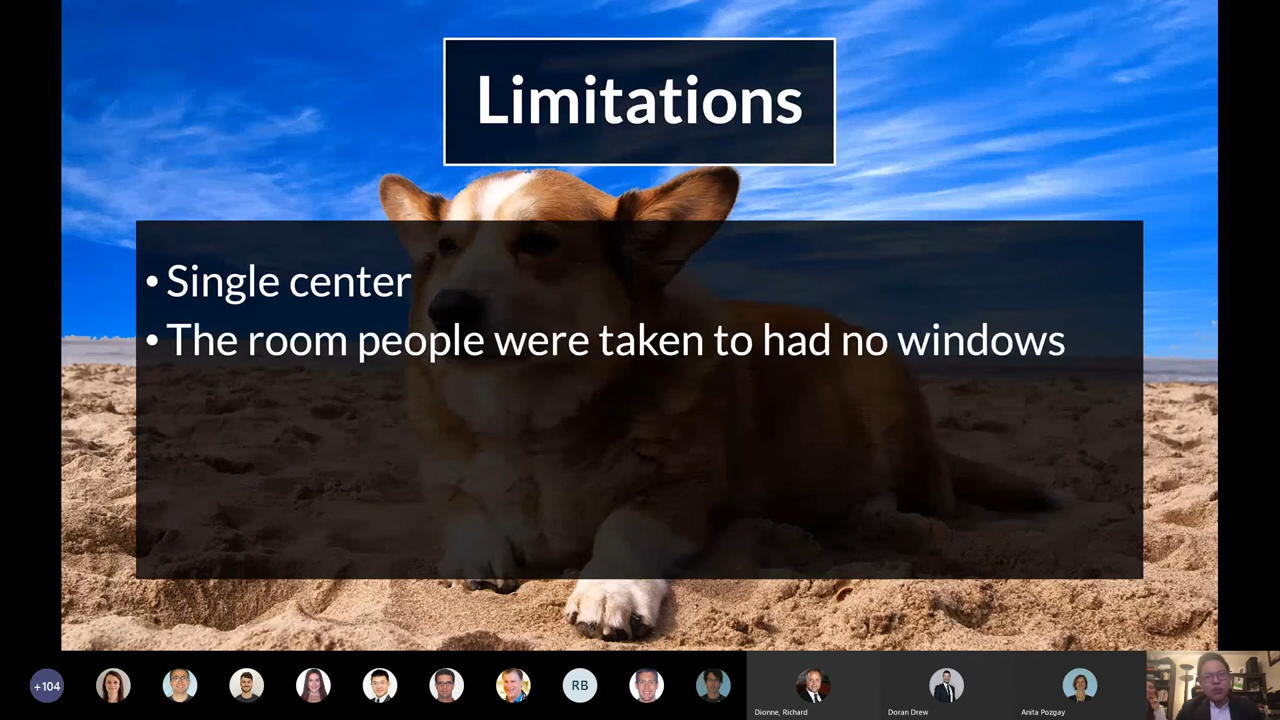 Limitations
• Single center
• The room people were taken to had no windows
+104
RB
Dionne, Richard
Doran Drew
Anita Pozgay